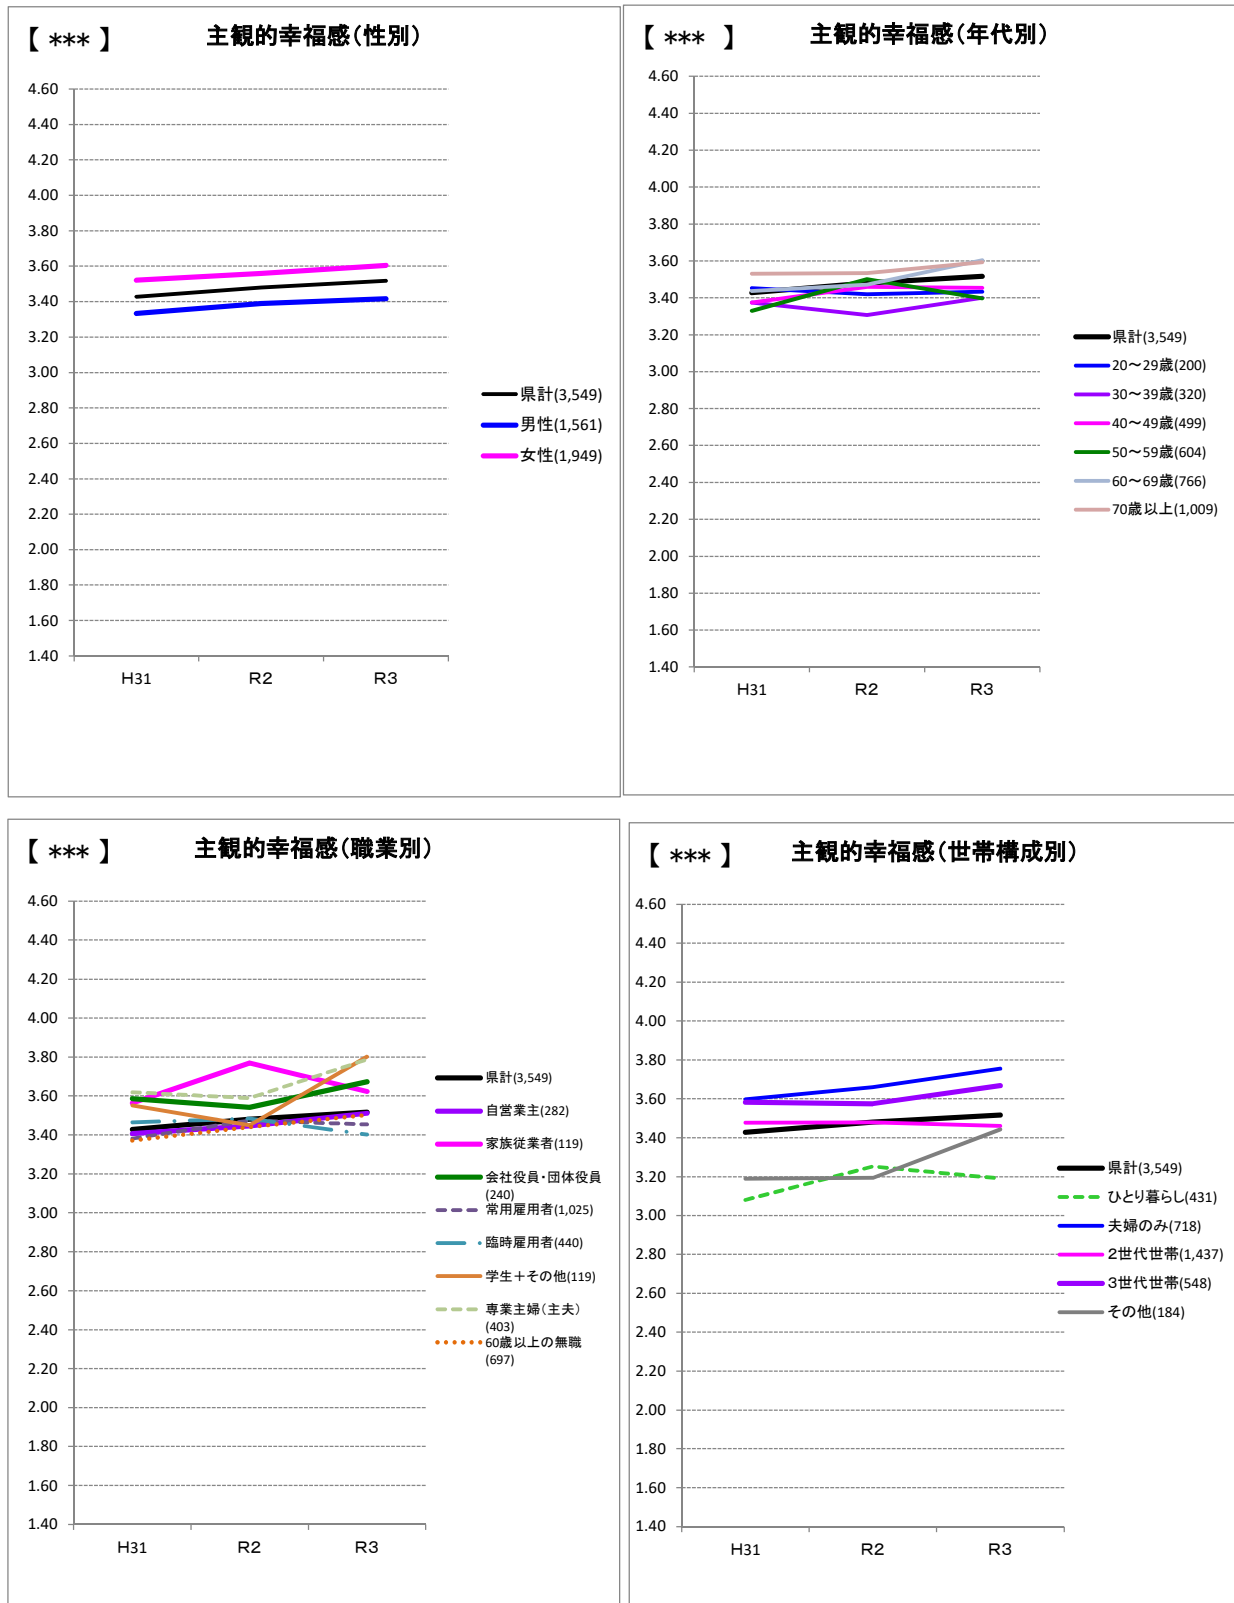 【 *** 】 主観的幸福感(性別)
4.60
4.40
4.20
4.00
3.80
3.60
3.40
3.20
3.00
2.80
2.60
2.40
2.20
2.00
1.80
1.60
1.40
H31 R2 R3
県計(3,549)
男性(1,561)
女性(1,949)
【 *** 】 主観的幸福感(年代別)
4.60
4.40
4.20
4.00
3.80
3.60
3.40
3.20
3.00
2.80
2.60
2.40
2.20
2.00
1.80
1.60
1.40
H31 R2 R3
県計(3,549)
20～29歳(200)
30～39歳(320)
40～49歳(499)
50～59歳(604)
60～69歳(766)
70歳以上(1,009)
【 *** 】 主観的幸福感(職業別)
4.60
4.40
4.20
4.00
3.80
3.60
3.40
3.20
3.00
2.80
2.60
2.40
2.20
2.00
1.80
1.60
1.40
H31 R2 R3
県計(3,549)
自営業主(282)
家族従業者(119)
会社役員・団体役員
(240)
常用雇用者(1,025)
臨時雇用者(440)
学生＋その他(119)
専業主婦(主夫)
(403)
60歳以上の無職
(697)
【 *** 】 主観的幸福感(世帯構成別)
4.60
4.40
4.20
4.00
3.80
3.60
3.40
3.20
3.00
2.80
2.60
2.40
2.20
2.00
1.80
1.60
1.40
H31 R2 R3
県計(3,549)
ひとり暮らし(431)
夫婦のみ(718)
２世代世帯(1,437)
３世代世帯(548)
その他(184)